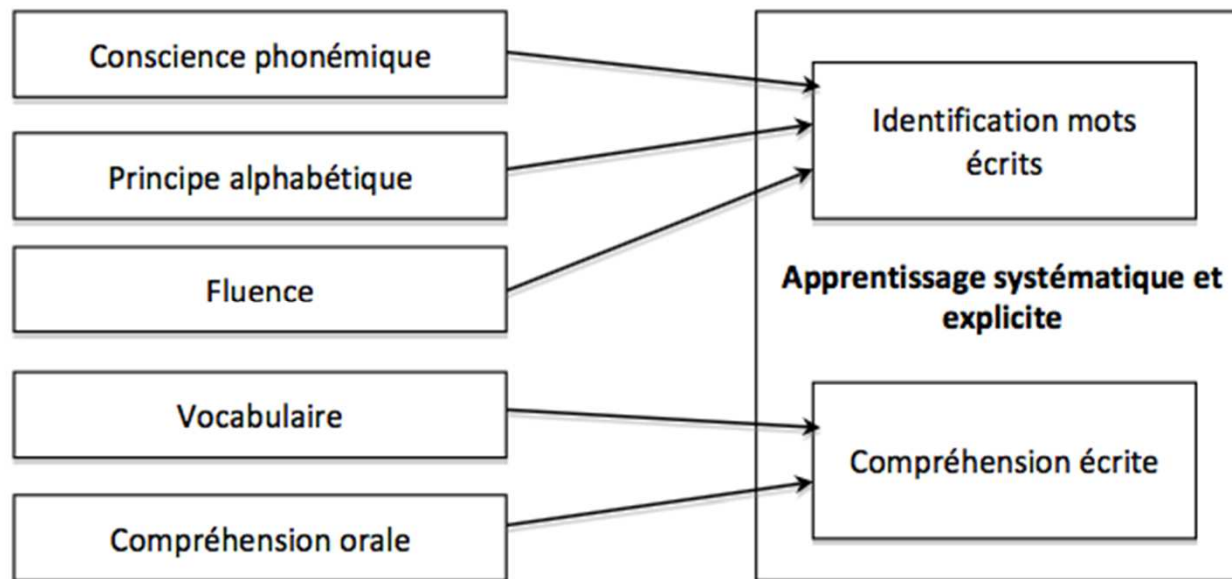 Conscience phonémique
Principe alphabétique
Fluence
Vocabulaire
Compréhension orale
Identification mots
écrits
Apprentissage systématique et
explicite
Compréhension écrite